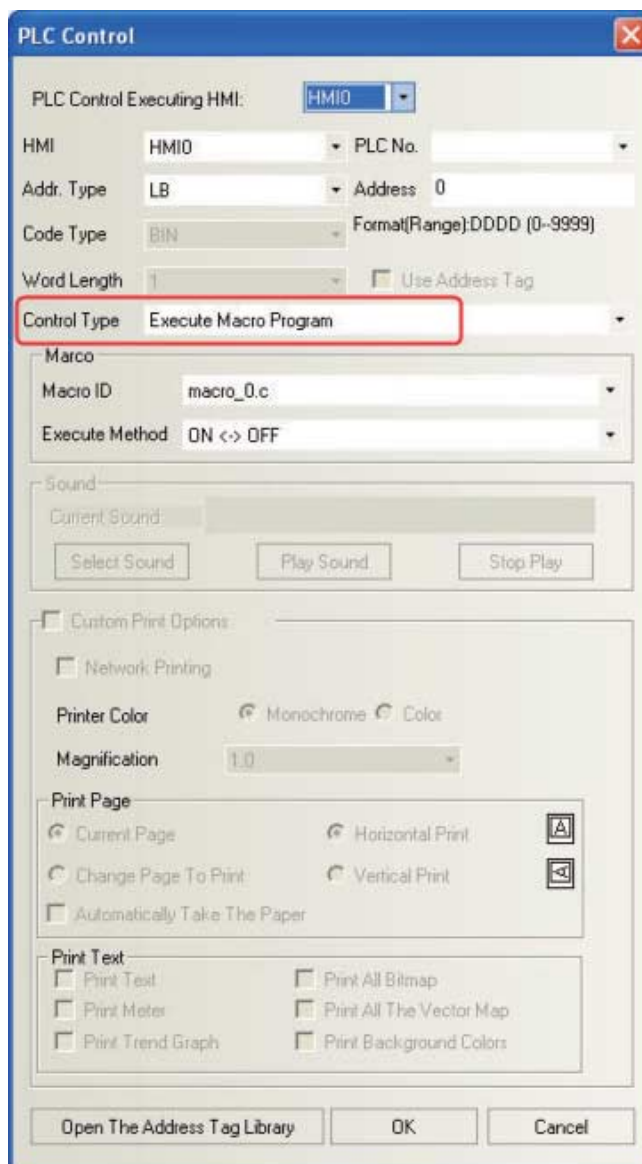 PLC Control
PLC Control Executing HMI: HMI0
HMI HMI0 PLC No.
Addr. Type LB Address 0
Code Type BIN Format(Range):DDDD (0--9999)
Word Length 1 Use Address Tag
Control Type Execute Macro Program
Marco
Macro ID macro_0.c
Execute Method ON <-> OFF
Sound
Current Sound
Select Sound Play Sound Stop Play
Custom Print Options
Network Printing
Printer Color Monochrome Color
Magnification 1.0
Print Page
Current Page Horizontal Print A
Change Page To Print Vertical Print A
Automatically Take The Paper
Print Text
Print Text Print All Bitmap
Print Meter Print All The Vector Map
Print Trend Graph Print Background Colors
Open The Address Tag Library OK Cancel